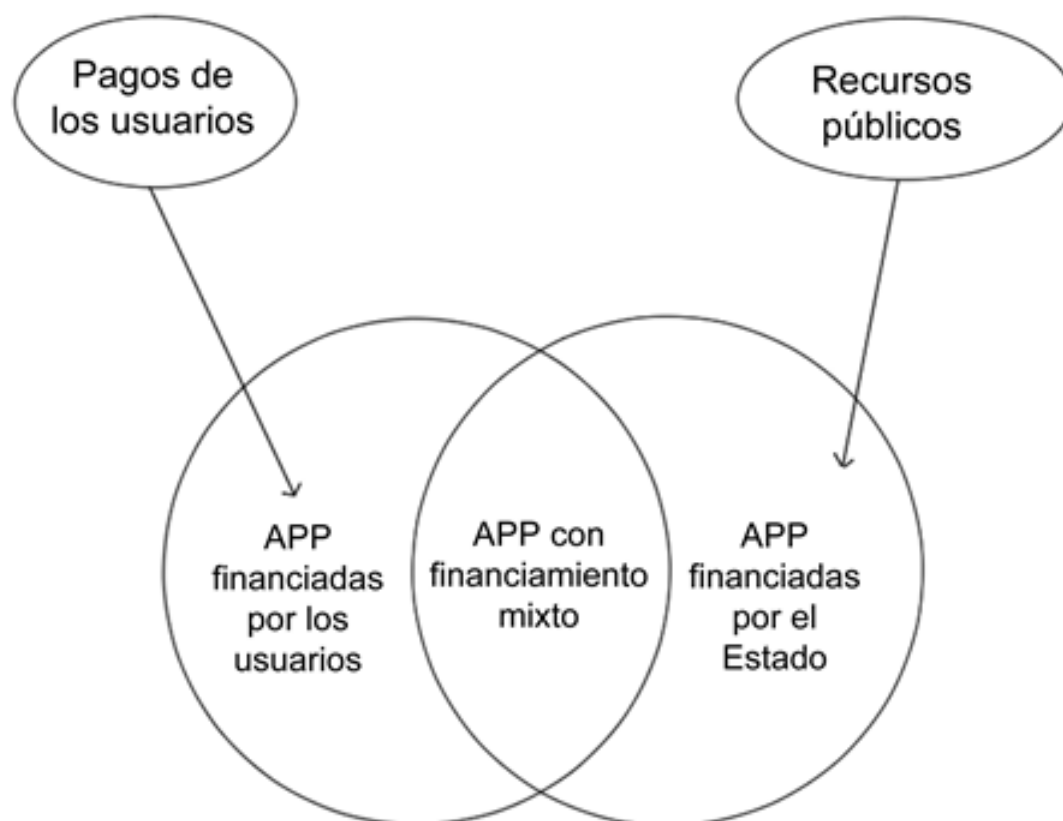 Pagos de
los usuarios
Recursos
públicos
APP
financiadas
por los
usuarios
APP con
financiamiento
mixto
APP
financiadas
por el
Estado